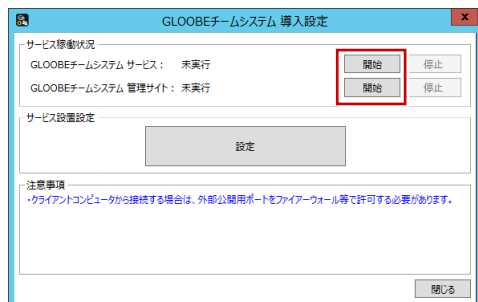 GLOOBEチームシステム 導入設定
x
サービス稼働状況
GLOOBEチームシステム サービス： 未実行 開始 停止
GLOOBEチームシステム 管理サイト： 未実行 開始 停止
サービス設置設定
設定
注意事項
・クライアントコンピュータから接続する場合は、外部公開用ポートをファイアーウォール等で許可する必要があります。
閉じる